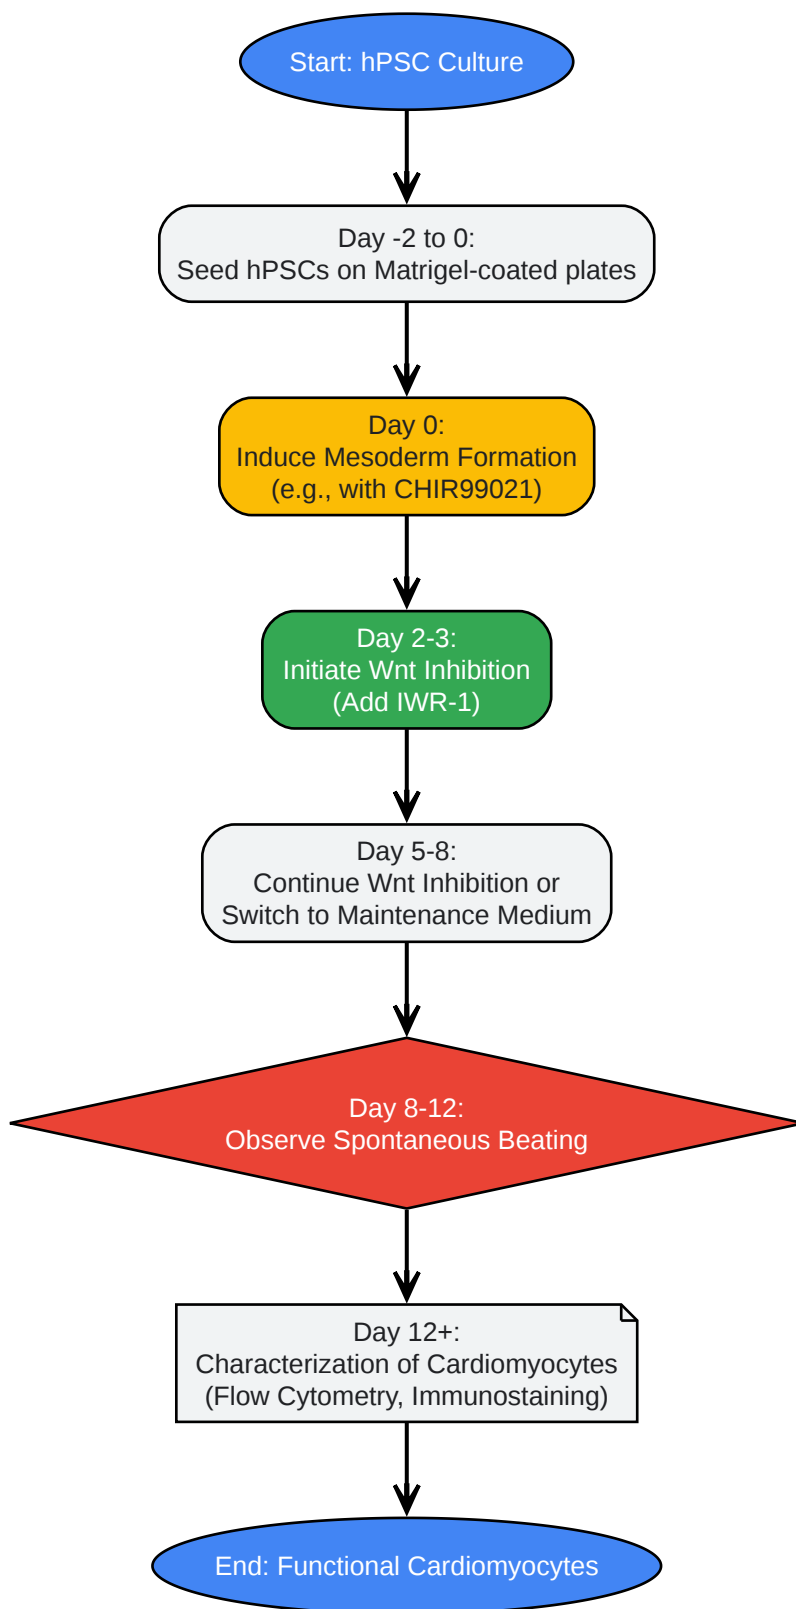 Start: hPSC Culture
Day -2 to 0:
Seed hPSCs on Matrigel-coated plates
Day 0:
Induce Mesoderm Formation
(e.g., with CHIR99021)
Day 2-3:
Initiate Wnt Inhibition
(Add IWR-1)
Day 5-8:
Continue Wnt Inhibition or
Switch to Maintenance Medium
Day 8-12:
Observe Spontaneous Beating
Day 12+:
Characterization of Cardiomyocytes
(Flow Cytometry, Immunostaining)
End: Functional Cardiomyocytes